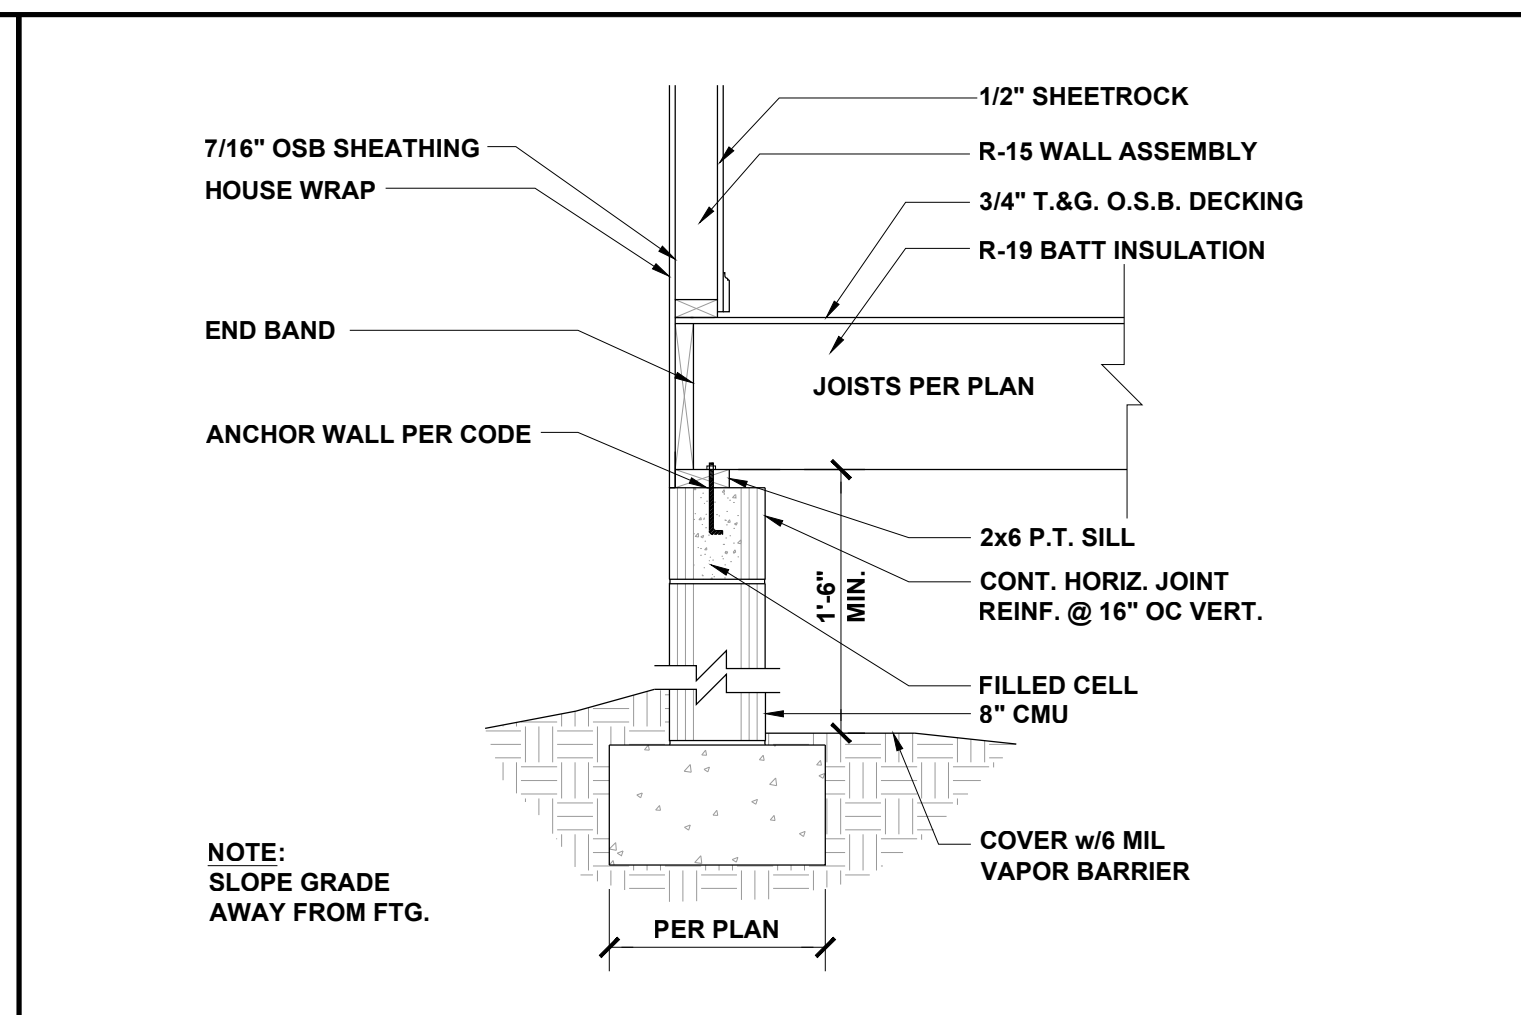 1/2" SHEETROCK
7/16" OSB SHEATHING
R-15 WALL ASSEMBLY
HOUSE WRAP
3/4" T.&G. O.S.B. DECKING
R-19 BATT INSULATION
END BAND
JOISTS PER PLAN
ANCHOR WALL PER CODE
2x6 P.T. SILL
CONT. HORIZ. JOINT
REINF. @ 16" OC VERT.
1'-6"
MIN.
FILLED CELL
8" CMU
COVER w/6 MIL
VAPOR BARRIER
NOTE:
SLOPE GRADE
AWAY FROM FTG.
PER PLAN